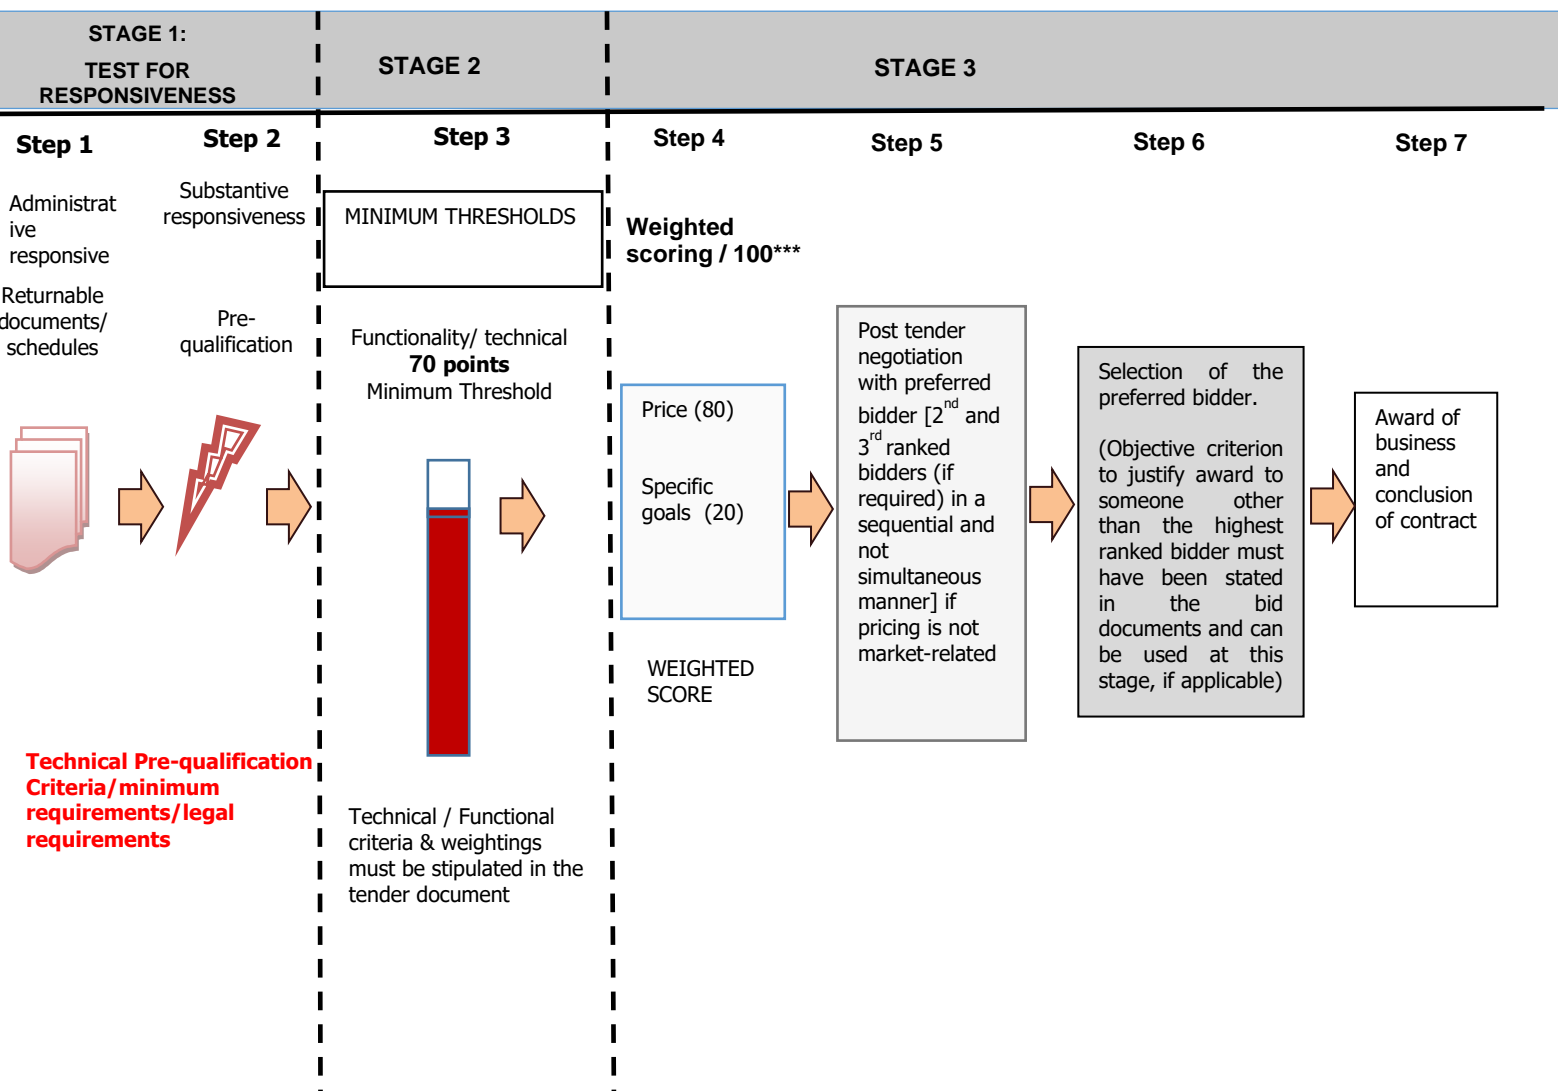 STAGE 1:
TEST FOR
RESPONSIVENESS
STAGE 2
STAGE 3
Step 1
Step 2
Step 3
Step 4
Step 5
Step 6
Step 7
Administrat
ive
responsive
Returnable
documents/
schedules
Substantive
responsiveness
Pre-
qualification
Technical Pre-qualification
Criteria/minimum
requirements/legal
requirements
MINIMUM THRESHOLDS
Functionality/ technical
70 points
Minimum Threshold
Technical / Functional
criteria & weightings
must be stipulated in the
tender document
Weighted
scoring / 100***
Price (80)
Specific
goals (20)
WEIGHTED
SCORE
Post tender
negotiation
with preferred
bidder [2nd and
3rd ranked
bidders (if
required) in a
sequential and
not
simultaneous
manner] if
pricing is not
market-related
Selection of the
preferred bidder.
(Objective criterion
to justify award to
someone other
than the highest
ranked bidder must
have been stated
in the bid
documents and can
be used at this
stage, if applicable)
Award of
business
and
conclusion
of contract